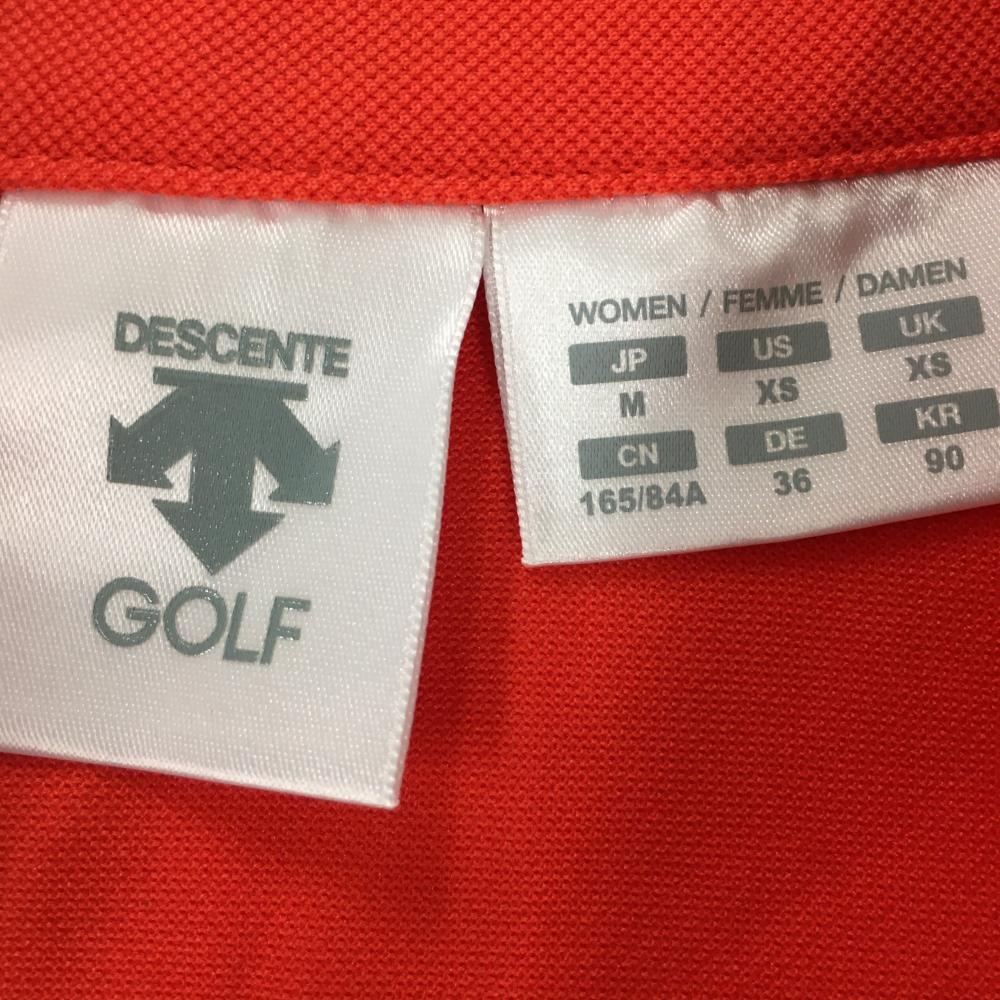 DESCENTE
GOLF
WOMEN / FEMME / DAMEN
JP US UK
M XS XS
CN DE KR
165/84A 36 90